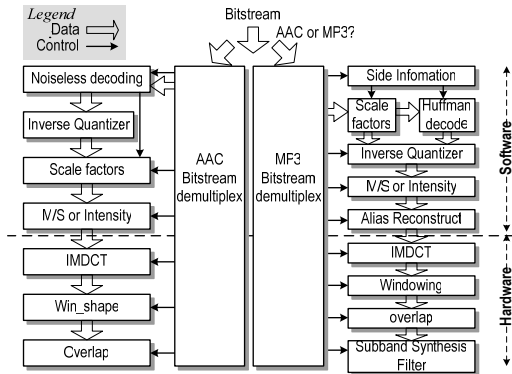 Legend
Data
Control
Bitstream
AAC or MP3?
Noiseless decoding
Inverse Quantizer
Scale factors
M/S or Intensity
IMDCT
Win_shape
Overlap
AAC
Bitstream
demultiplex
MP3
Bitstream
demultiplex
Side Infomation
Scale
factors
Huffman
decode
Inverse Quantizer
M/S or Intensity
Alias Reconstruct
IMDCT
Windowing
overlap
Subband Synthesis
Filter
Software
Hardware